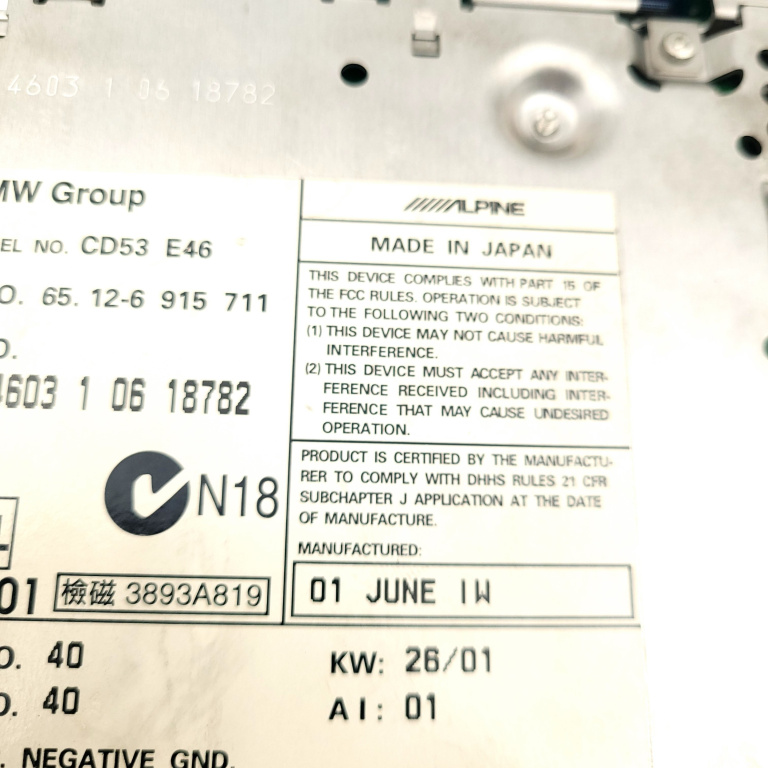 4603 1 06 18782
MW Group
ALPINE
EL NO. CD53 E46
MADE IN JAPAN
O. 65. 12-6 915 711
THIS DEVICE COMPLIES WITH PART 15 OF
THE FCC RULES. OPERATION IS SUBJECT
TO THE FOLLOWING TWO CONDITIONS:
(1) THIS DEVICE MAY NOT CAUSE HARMFUL
INTERFERENCE.
(2) THIS DEVICE MUST ACCEPT ANY INTER-
FERENCE RECEIVED INCLUDING INTER-
FERENCE THAT MAY CAUSE UNDESIRED
OPERATION.
O.
4603 1 06 18782
N18
PRODUCT IS CERTIFIED BY THE MANUFACTU-
RER TO COMPLY WITH DHHS RULES 21 CFR
SUBCHAPTER J APPLICATION AT THE DATE
OF MANUFACTURE.
MANUFACTURED:
01 JUNE IW
01 檢磁 3893A819
O. 40
KW: 26/01
O. 40
AI: 01
. NEGATIVE GND.